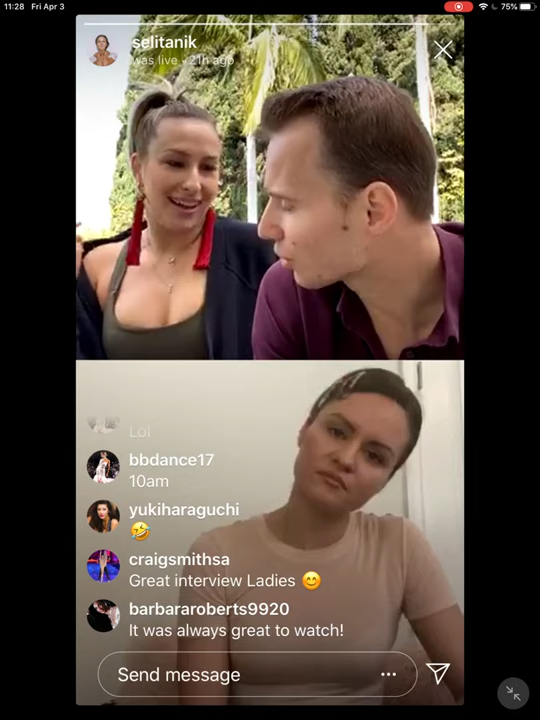 11:28 Fri Apr 3
75%
selitanik
was live · 21h ago
Lol
bbdance17
10am
yukiharaguchi
🤣
craigsmithsa
Great interview Ladies 😊
barbararoberts9920
It was always great to watch!
Send message